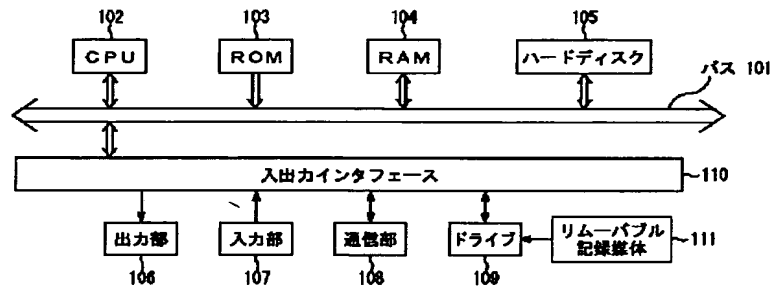 102
103
104
105
CPU
ROM
RAM
ハードディスク
バス 101
入出力インタフェース
110
出力部
入力部
通信部
ドライブ
リムーバブル
記録媒体
111
106
107
108
109